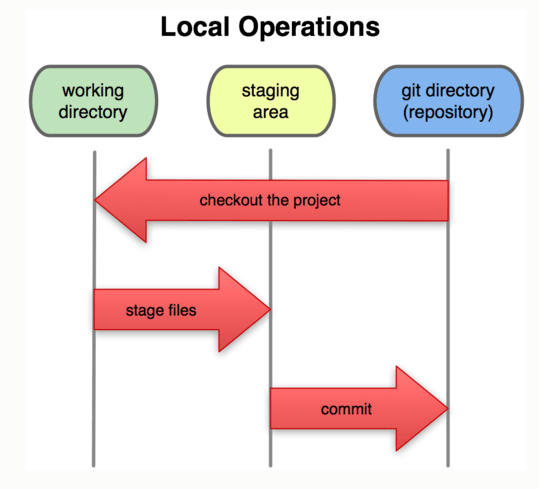 Local Operations
working
directory
staging
area
git directory
(repository)
checkout the project
stage files
commit